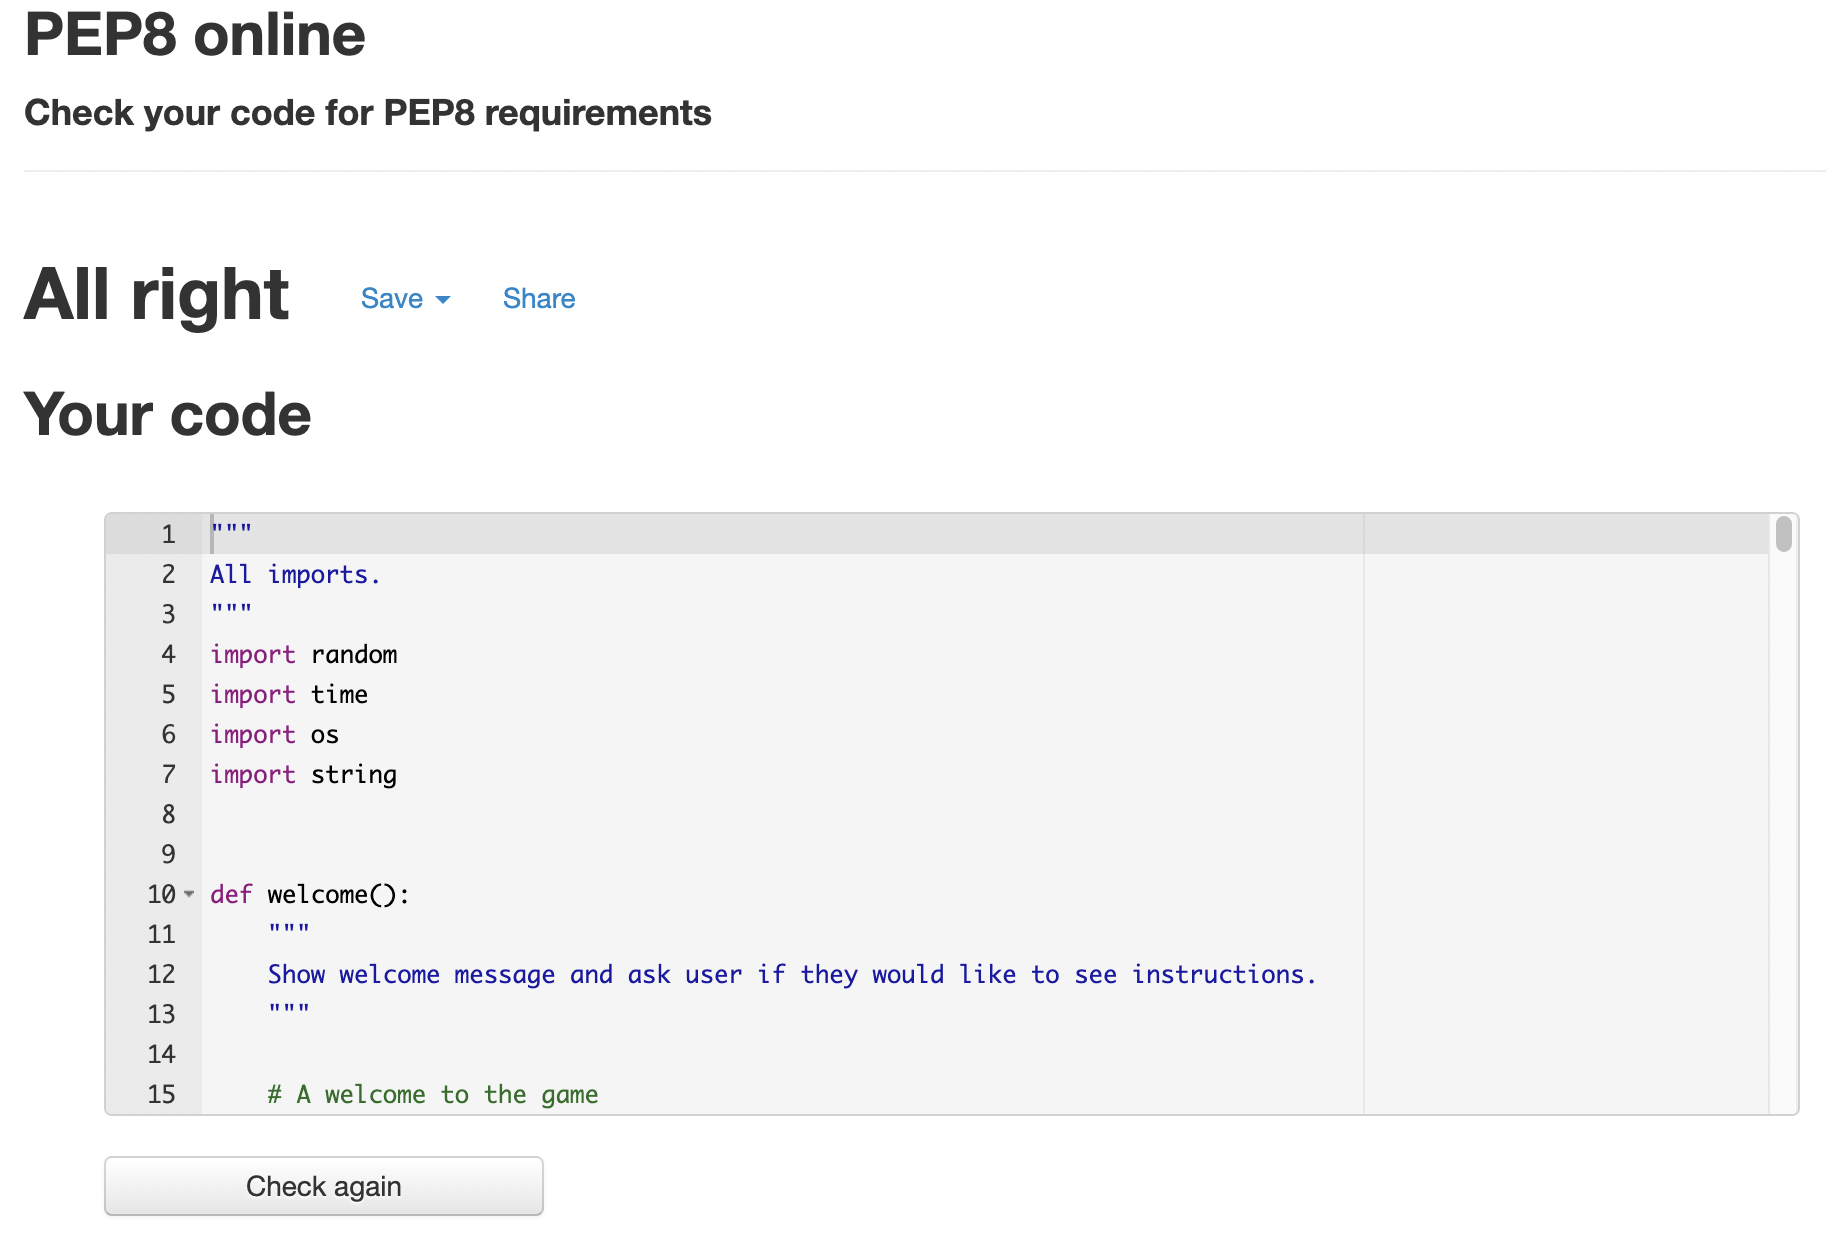 PEP8 online
Check your code for PEP8 requirements
All right
Save
Share
Your code
1 """
2 All imports.
3 """
4 import random
5 import time
6 import os
7 import string
8
9
10 def welcome():
11     """
12     Show welcome message and ask user if they would like to see instructions.
13     """
14
15     # A welcome to the game
Check again